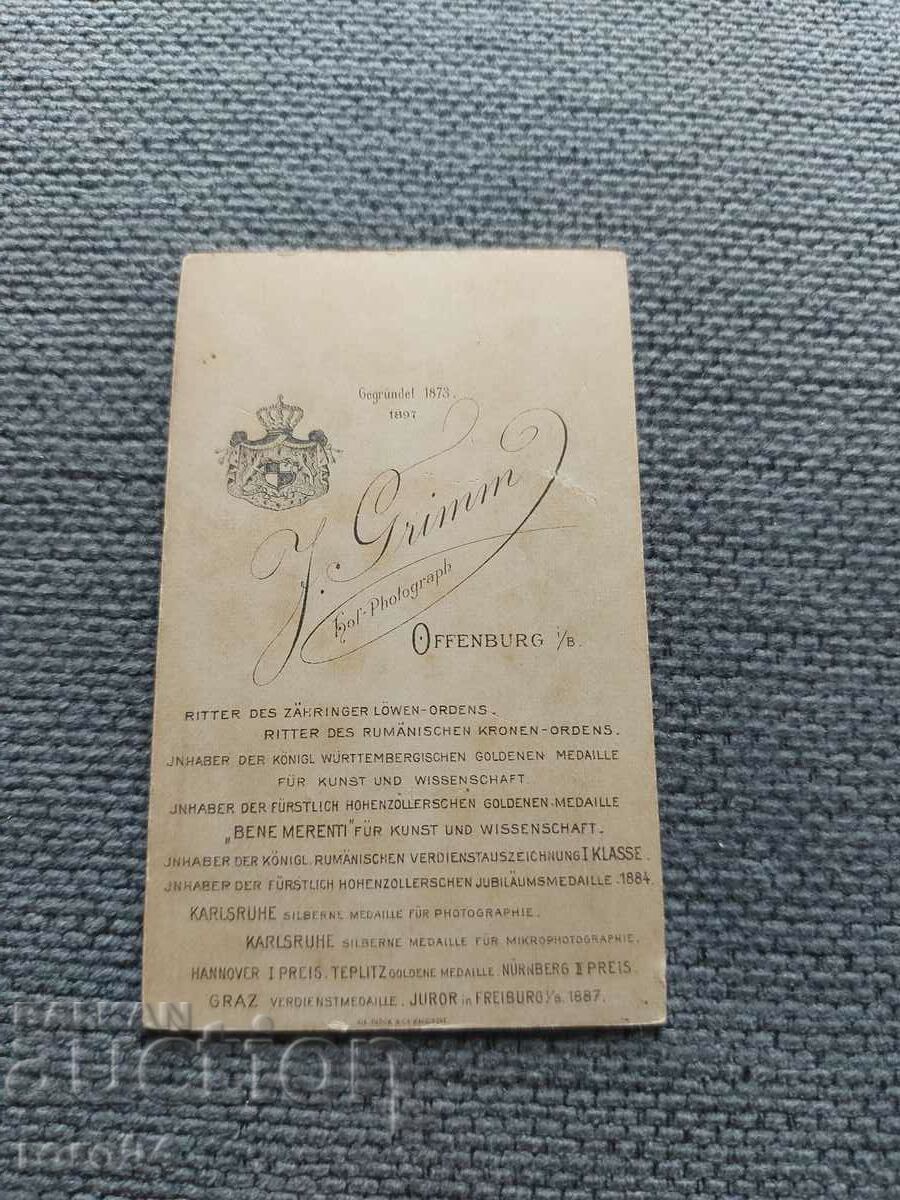 Gegründet 1873.
1897
J. Grimm
Hof-Photograph
OFFENBURG i/B.
RITTER DES ZÄHRINGER LÖWEN-ORDENS.
RITTER DES RUMÄNISCHEN KRONEN-ORDENS.
JNHABER DER KÖNIGL WÜRTTEMBERGISCHEN GOLDENEN MEDAILLE
FÜR KUNST UND WISSENSCHAFT.
JNHABER DER FÜRSTLICH HOHENZOLLERSCHEN GOLDENEN MEDAILLE
„BENE MERENTI" FÜR KUNST UND WISSENSCHAFT.
JNHABER DER KÖNIGL. RUMÄNISCHEN VERDIENSTAUSZEICHNUNG I KLASSE.
JNHABER DER FÜRSTLICH HOHENZOLLERSCHEN JUBILÄUMSMEDAILLE 1884.
KARLSRUHE SILBERNE MEDAILLE FÜR PHOTOGRAPHIE.
KARLSRUHE SILBERNE MEDAILLE FÜR MIKROPHOTOGRAPHIE.
HANNOVER I PREIS. TEPLITZ GOLDENE MEDAILLE. NÜRNBERG II PREIS.
GRAZ VERDIENSTMEDAILLE. JUROR in FREIBURG i/B. 1887.
BALKAN
auction